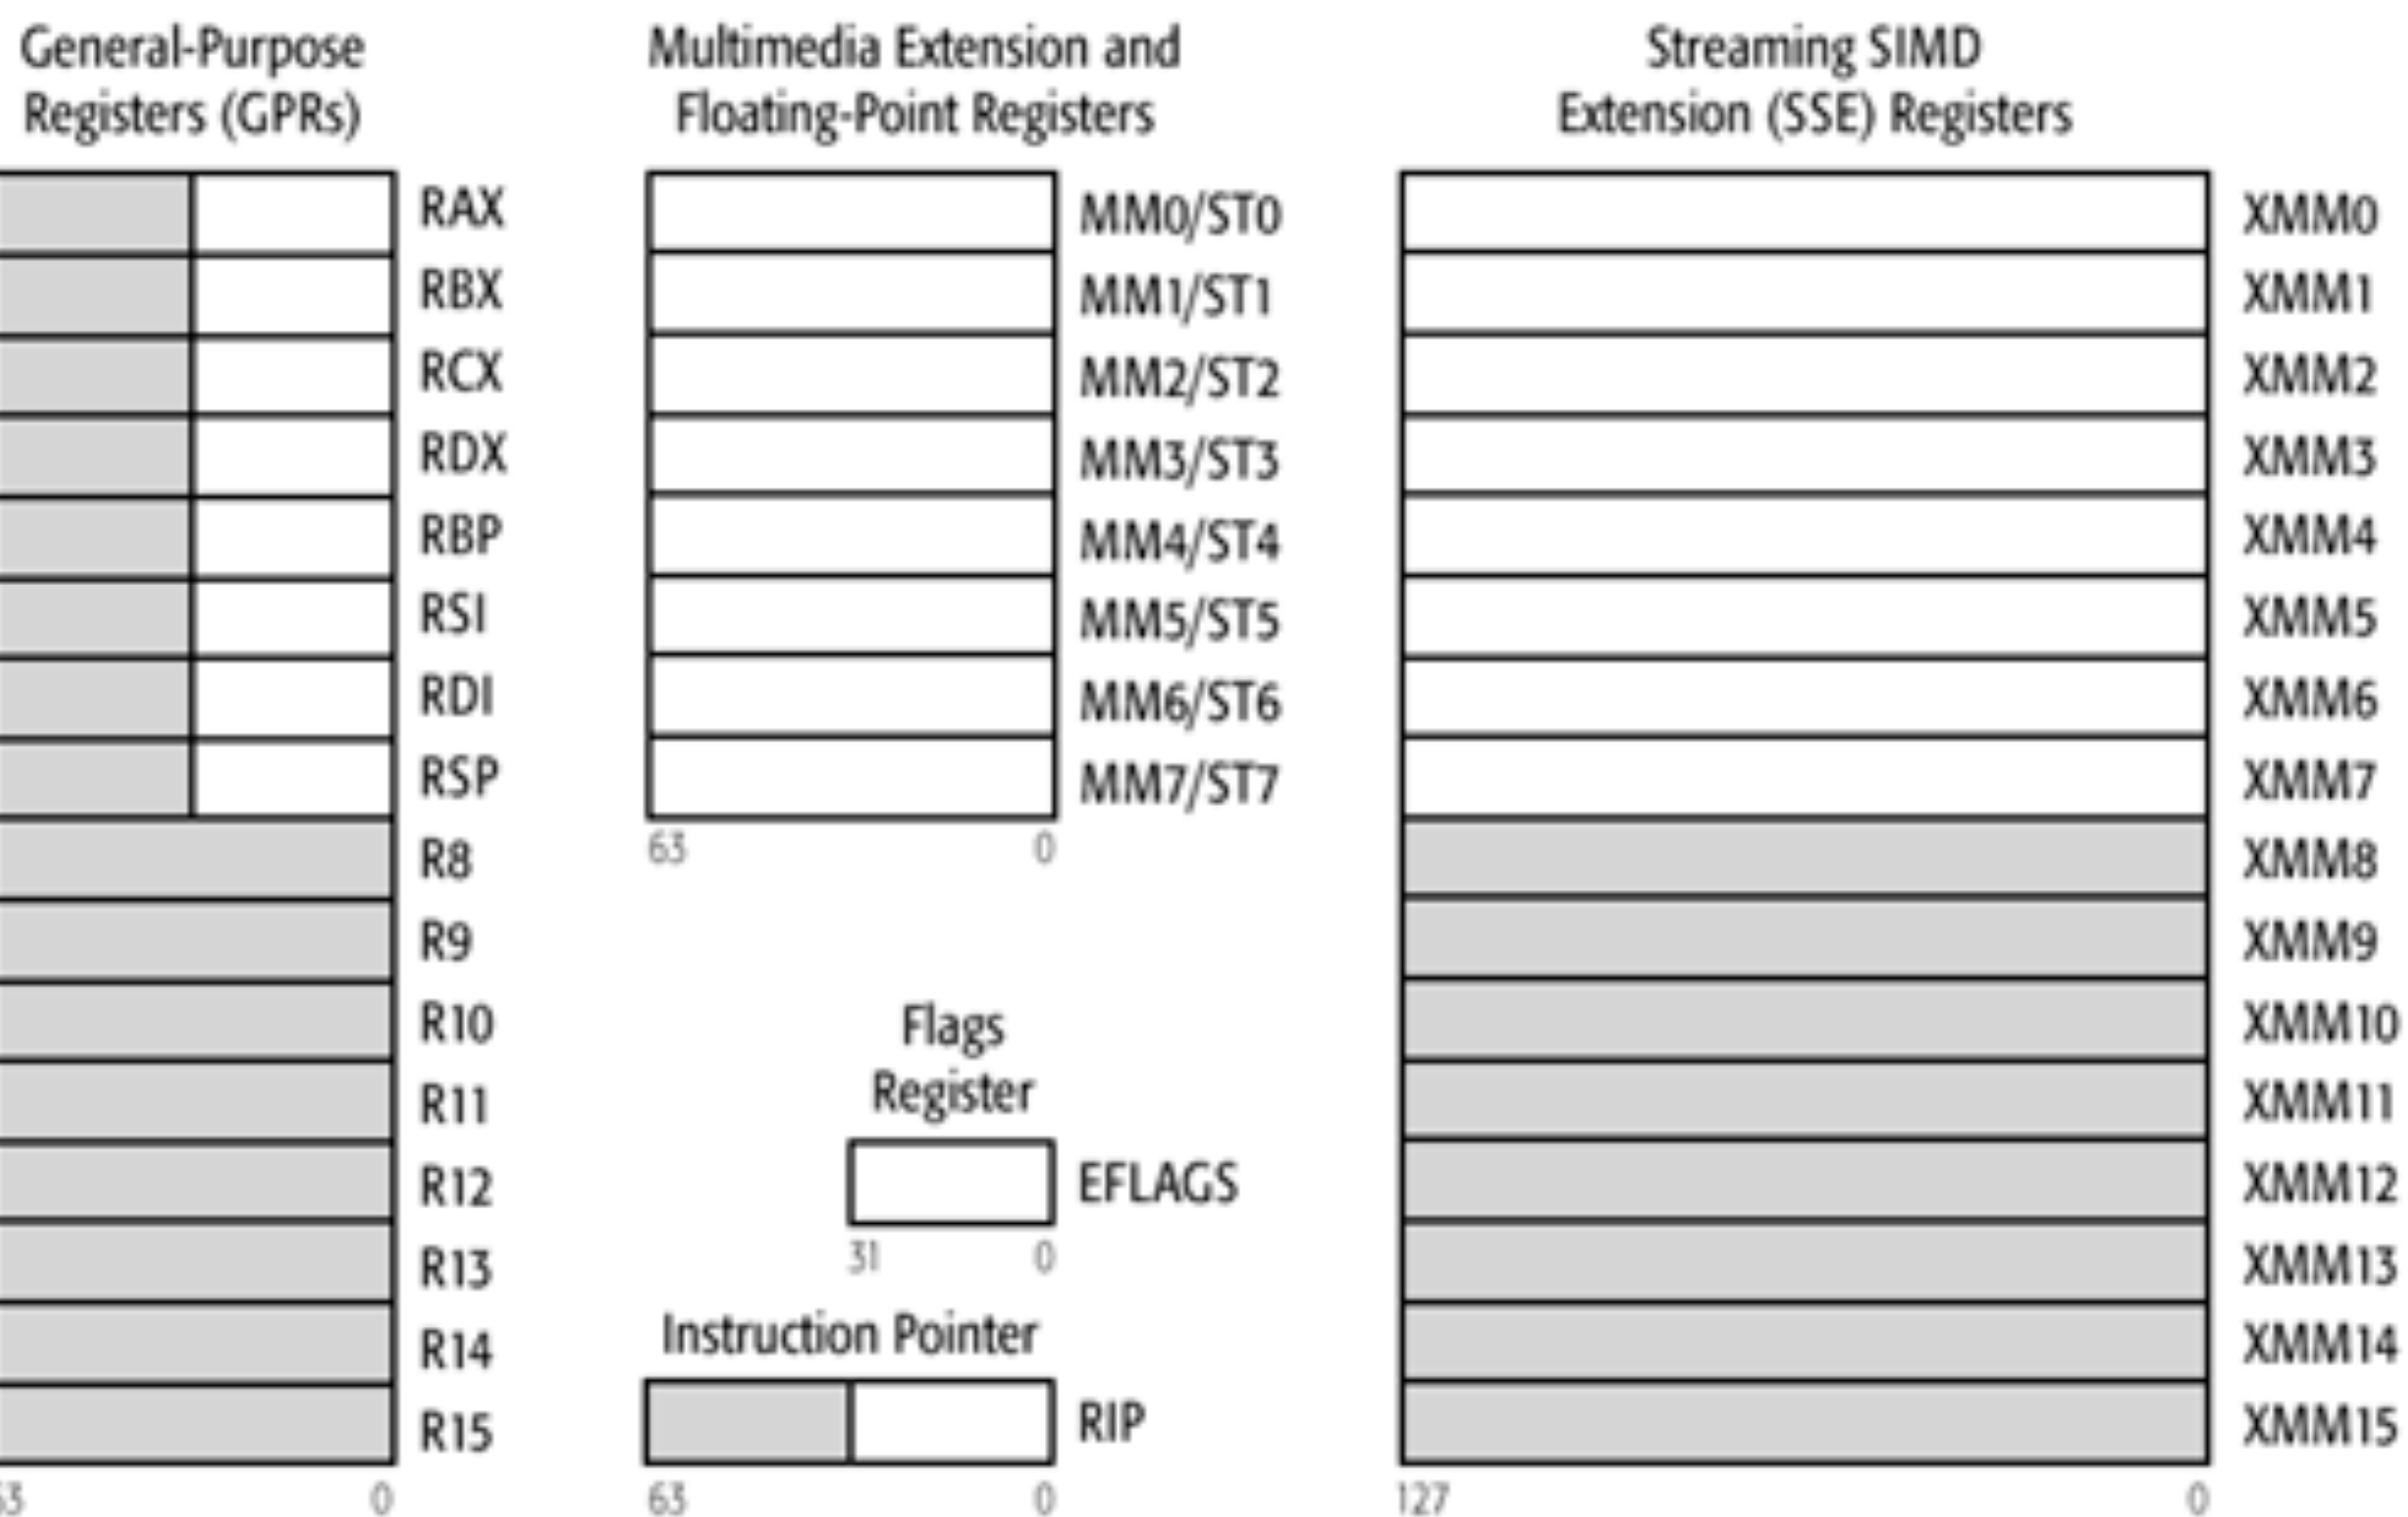 General-Purpose
Registers (GPRs)
RAX
RBX
RCX
RDX
RBP
RSI
RDI
RSP
R8
R9
R10
R11
R12
R13
R14
R15
63 0
Multimedia Extension and
Floating-Point Registers
MM0/ST0
MM1/ST1
MM2/ST2
MM3/ST3
MM4/ST4
MM5/ST5
MM6/ST6
MM7/ST7
63 0
Flags
Register
EFLAGS
31 0
Instruction Pointer
RIP
63 0
Streaming SIMD
Extension (SSE) Registers
XMM0
XMM1
XMM2
XMM3
XMM4
XMM5
XMM6
XMM7
XMM8
XMM9
XMM10
XMM11
XMM12
XMM13
XMM14
XMM15
127 0